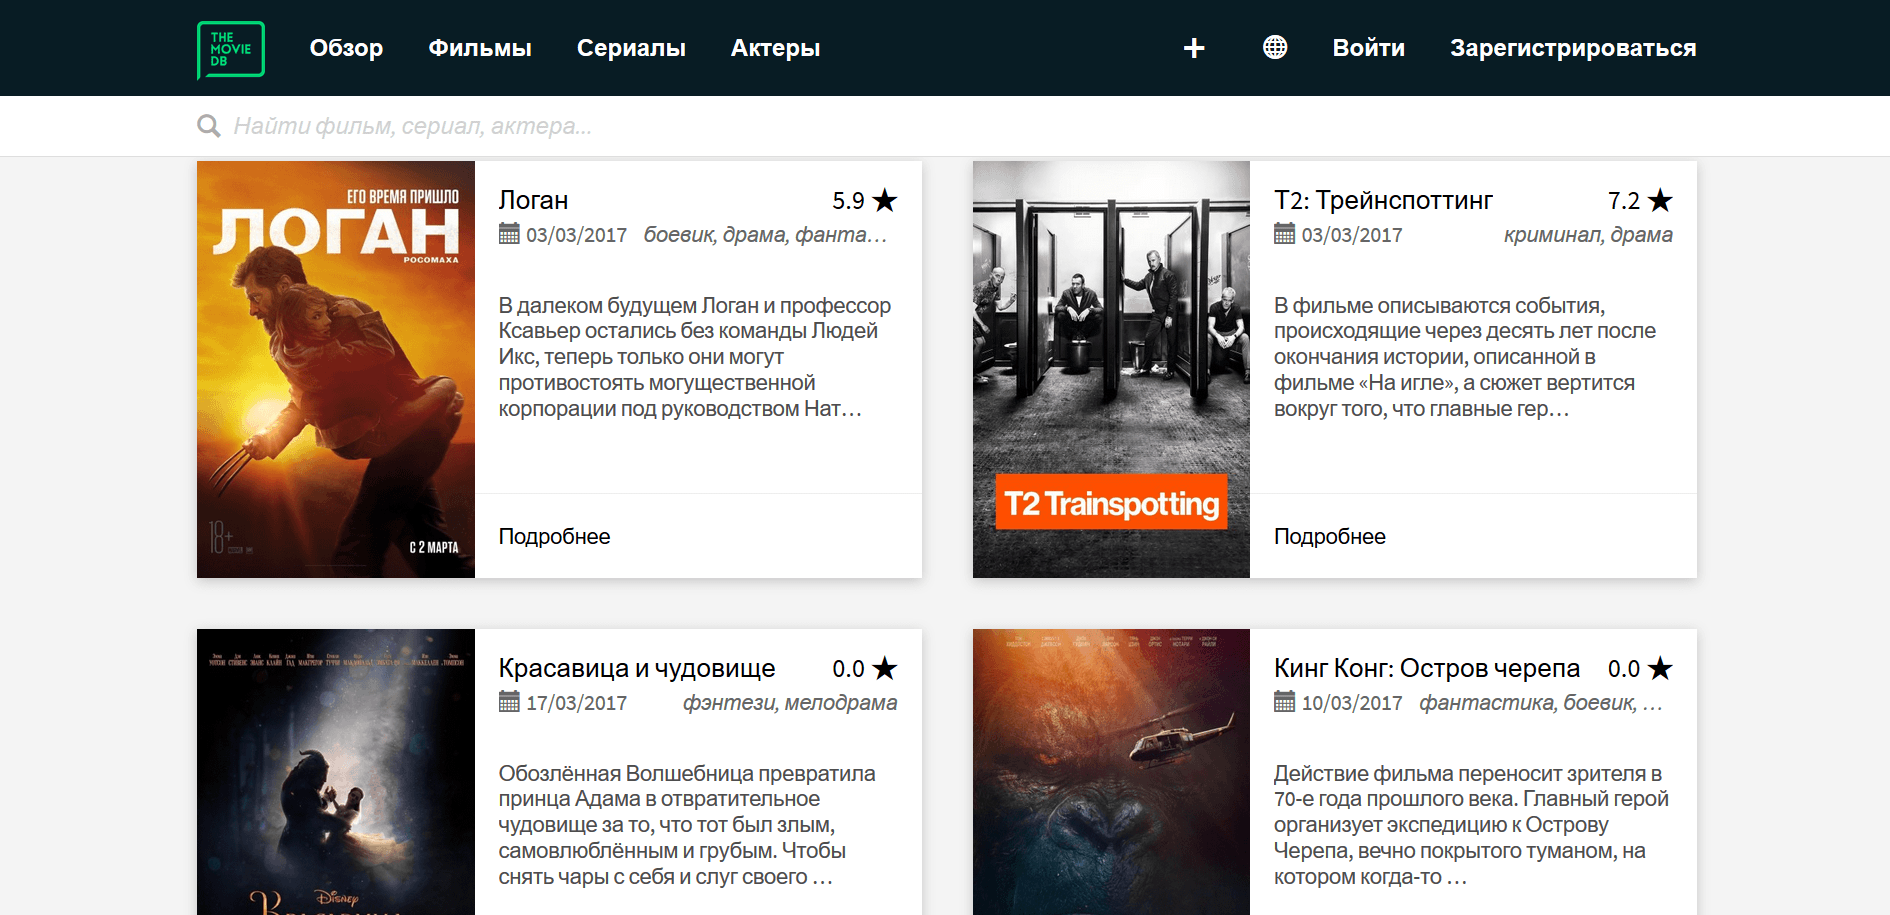 THE
MOVIE
DB
Обзор
Фильмы
Сериалы
Актеры
Войти
Зарегистрироваться
Найти фильм, сериал, актера...
ЕГО ВРЕМЯ ПРИШЛО
ЛОГАН
РОСОМАХА
18+
С 2 МАРТА
Логан
5.9
03/03/2017
боевик, драма, фанта…
В далеком будущем Логан и профессор
Ксавьер остались без команды Людей
Икс, теперь только они могут
противостоять могущественной
корпорации под руководством Нат…
Подробнее
T2 Trainspotting
Т2: Трейнспоттинг
7.2
03/03/2017
криминал, драма
В фильме описываются события,
происходящие через десять лет после
окончания истории, описанной в
фильме «На игле», а сюжет вертится
вокруг того, что главные гер…
Подробнее
Disney
Красавица и чудовище
0.0
17/03/2017
фэнтези, мелодрама
Обозлённая Волшебница превратила
принца Адама в отвратительное
чудовище за то, что тот был злым,
самовлюблённым и грубым. Чтобы
снять чары с себя и слуг своего …
Кинг Конг: Остров черепа
0.0
10/03/2017
фантастика, боевик, …
Действие фильма переносит зрителя в
70-е года прошлого века. Главный герой
организует экспедицию к Острову
Черепа, вечно покрытого туманом, на
котором когда-то …